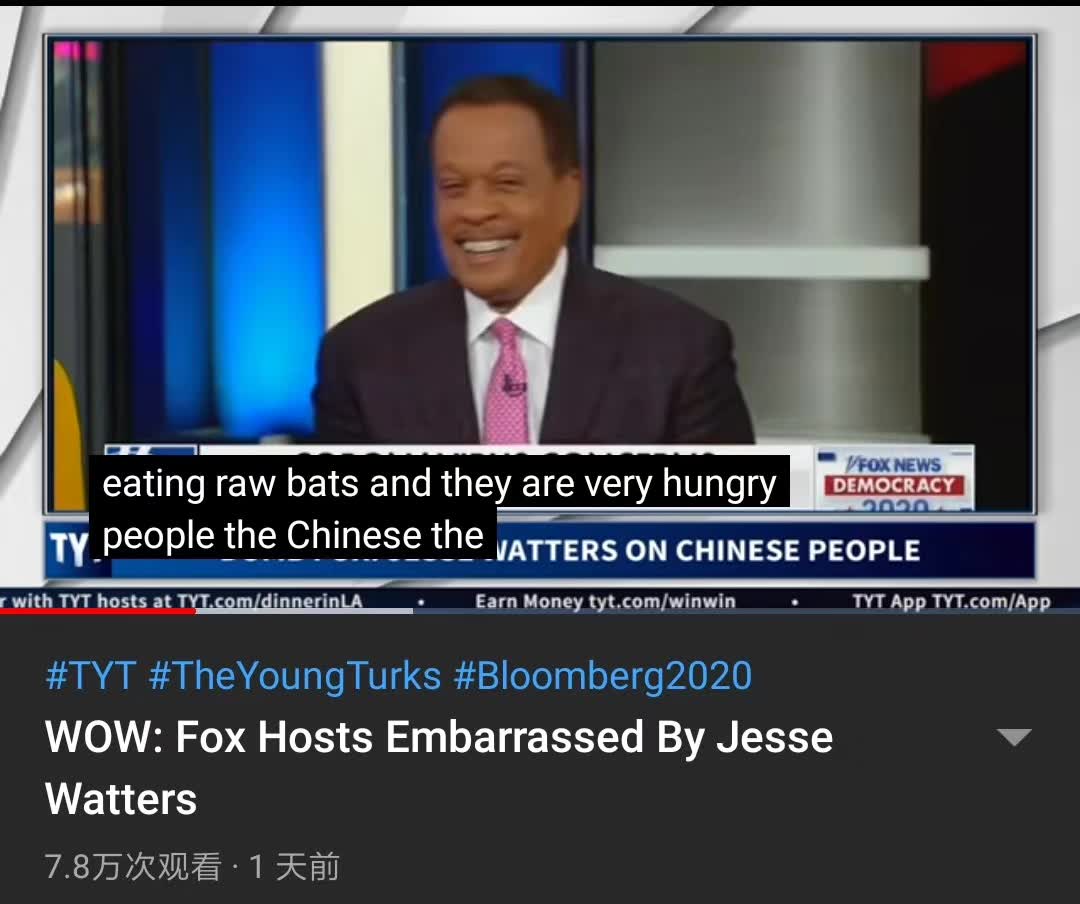 FOX NEWS
DEMOCRACY
2020
eating raw bats and they are very hungry
people the Chinese the
TY
WATTERS ON CHINESE PEOPLE
r with TYT hosts at TYT.com/dinnerinLA • Earn Money tyt.com/winwin • TYT App TYT.com/App
#TYT #TheYoungTurks #Bloomberg2020
WOW: Fox Hosts Embarrassed By Jesse
Watters
7.8万次观看 · 1 天前